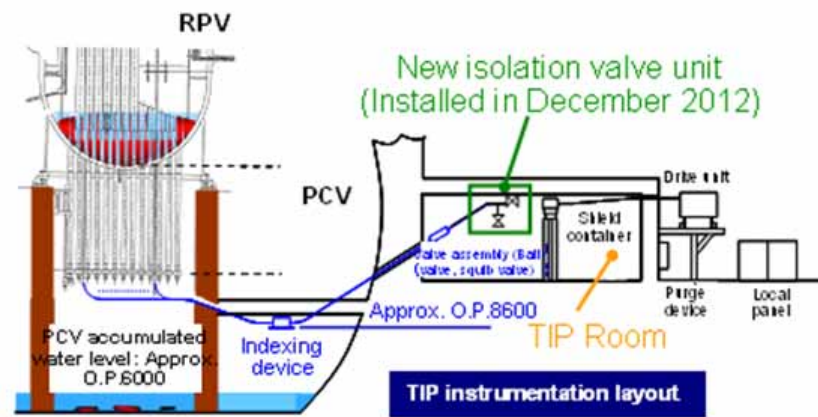 RPV
New isolation valve unit
(Installed in December 2012)
PCV
Drive unit
Shield
container
Valve assembly (Ball
valve, squib valve)
Approx. O.P.8600
TIP Room
Purge
device
Local
panel
Indexing
device
PCV accumulated
water level: Approx.
O.P.6000
TIP instrumentation layout